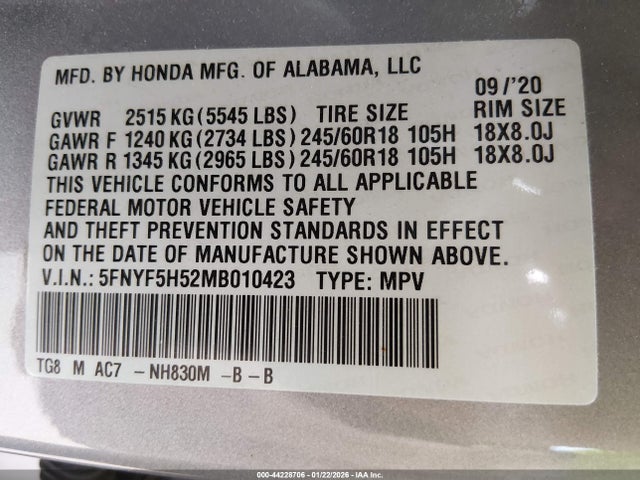 MFD. BY HONDA MFG. OF ALABAMA, LLC
09/'20
GVWR 2515 KG(5545 LBS) TIRE SIZE RIM SIZE
GAWR F 1240 KG(2734 LBS) 245/60R18 105H 18X8.0J
GAWR R 1345 KG(2965 LBS) 245/60R18 105H 18X8.0J
THIS VEHICLE CONFORMS TO ALL APPLICABLE
FEDERAL MOTOR VEHICLE SAFETY
AND THEFT PREVENTION STANDARDS IN EFFECT
ON THE DATE OF MANUFACTURE SHOWN ABOVE.
V.I.N.: 5FNYF5H52MB010423 TYPE: MPV
TG8 M AC7 -NH830M -B-B
000-44228706 - 01/22/2026 - IAA Inc.